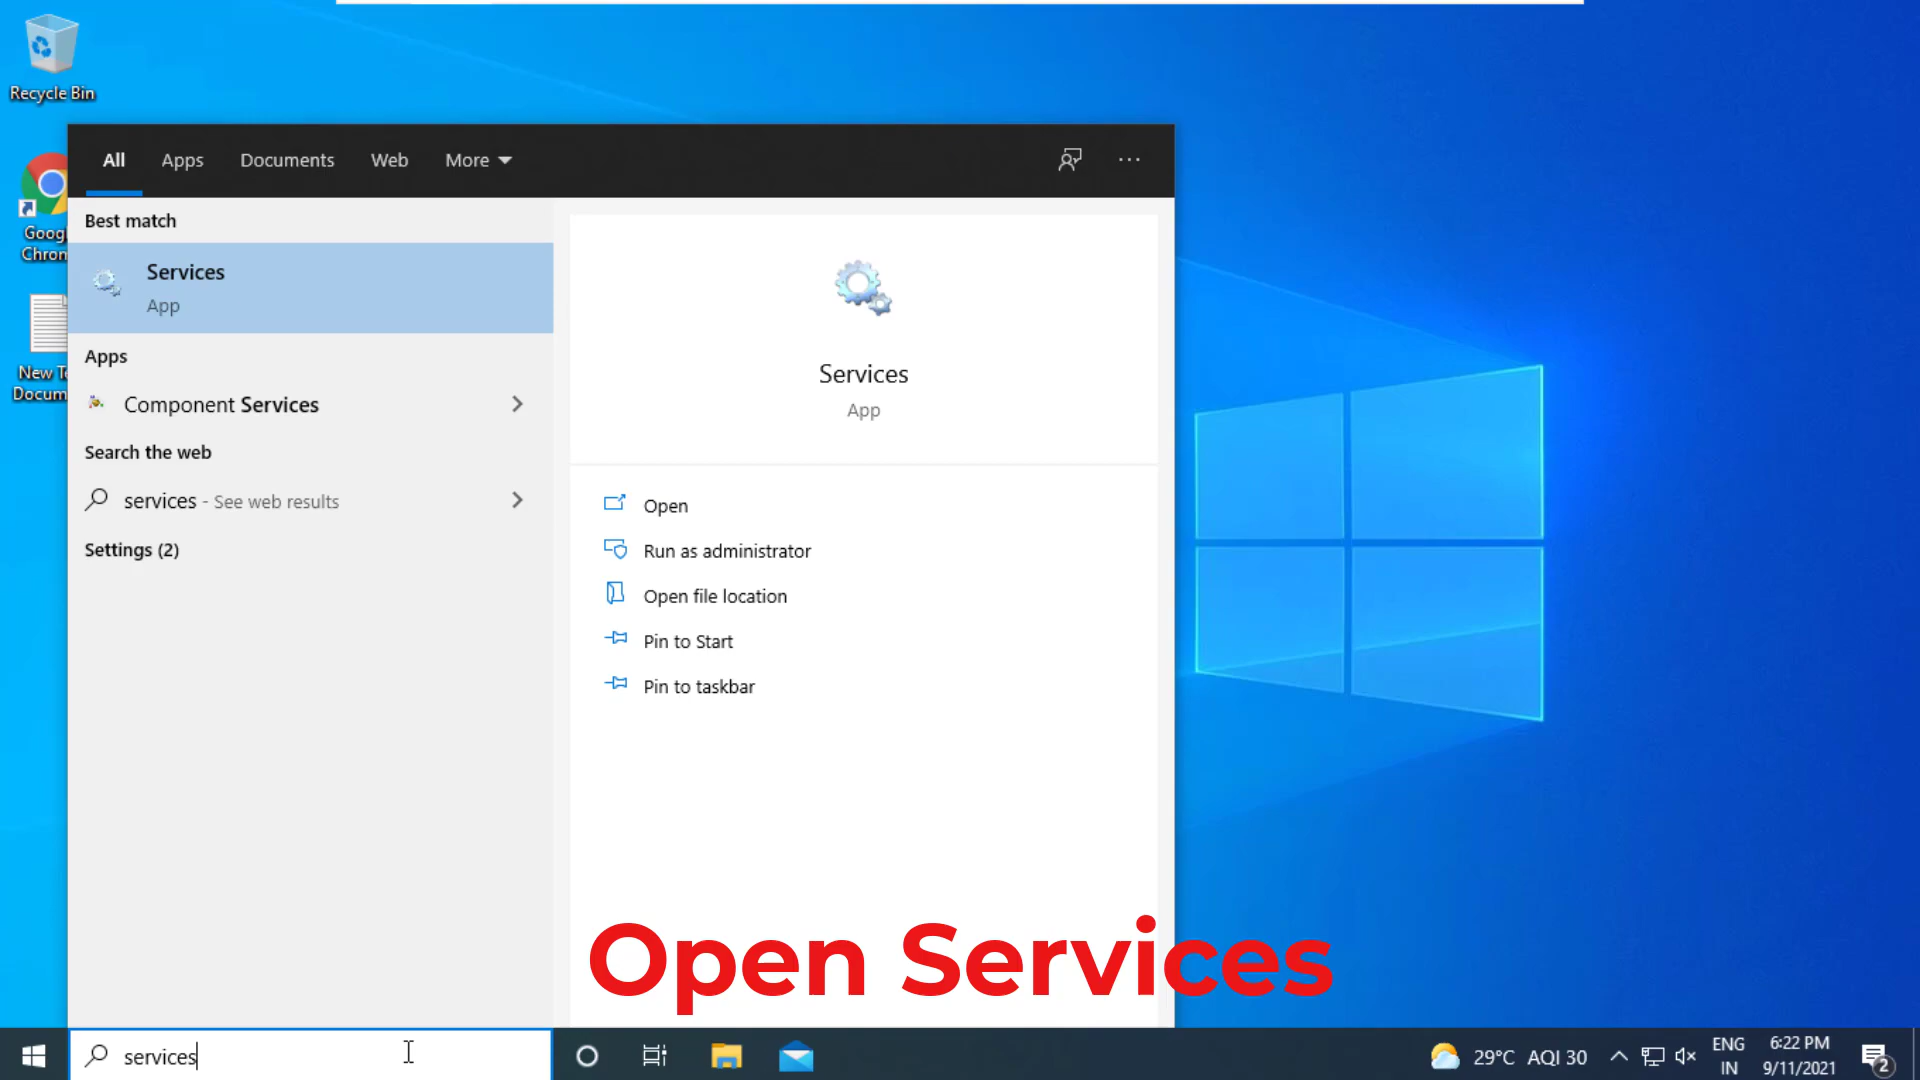 Recycle Bin
Goog
Chron
New Te
Docum
All Apps Documents Web More
Best match
Services
App
Apps
Component Services
Search the web
services - See web results
Settings (2)
Services
App
Open
Run as administrator
Open file location
Pin to Start
Pin to taskbar
Open Services
services
29°C AQI 30
ENG
IN
6:22 PM
9/11/2021
2